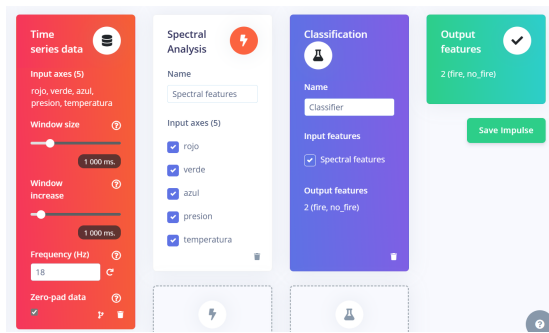 Time
series data
Input axes (5)
rojo, verde, azul,
presion, temperatura
Window size
1 000 ms.
Window
increase
1 000 ms.
Frequency (Hz)
18
Zero-pad data
Spectral
Analysis
Name
Spectral features
Input axes (5)
rojo
verde
azul
presion
temperatura
Classification
Name
Classifier
Input features
Spectral features
Output features
2 (fire, no_fire)
Output
features
2 (fire, no_fire)
Save Impulse